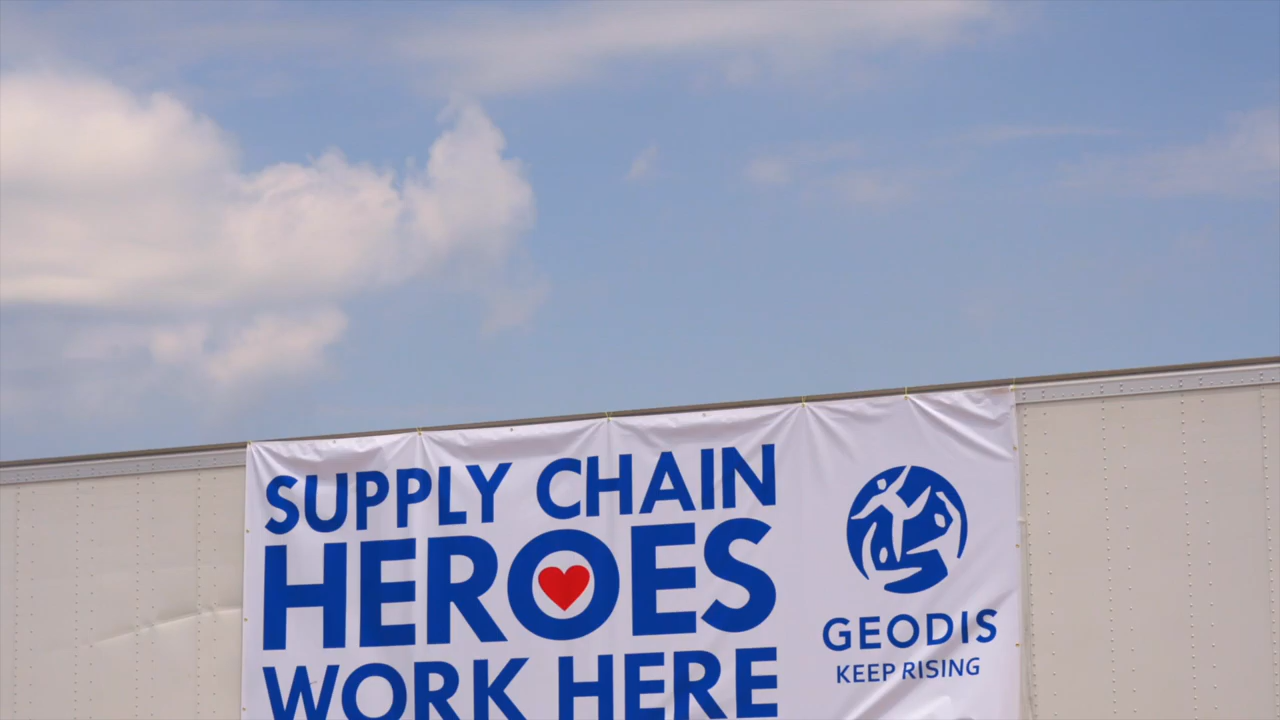 SUPPLY CHAIN
HEROES
WORK HERE
GEODIS
KEEP RISING